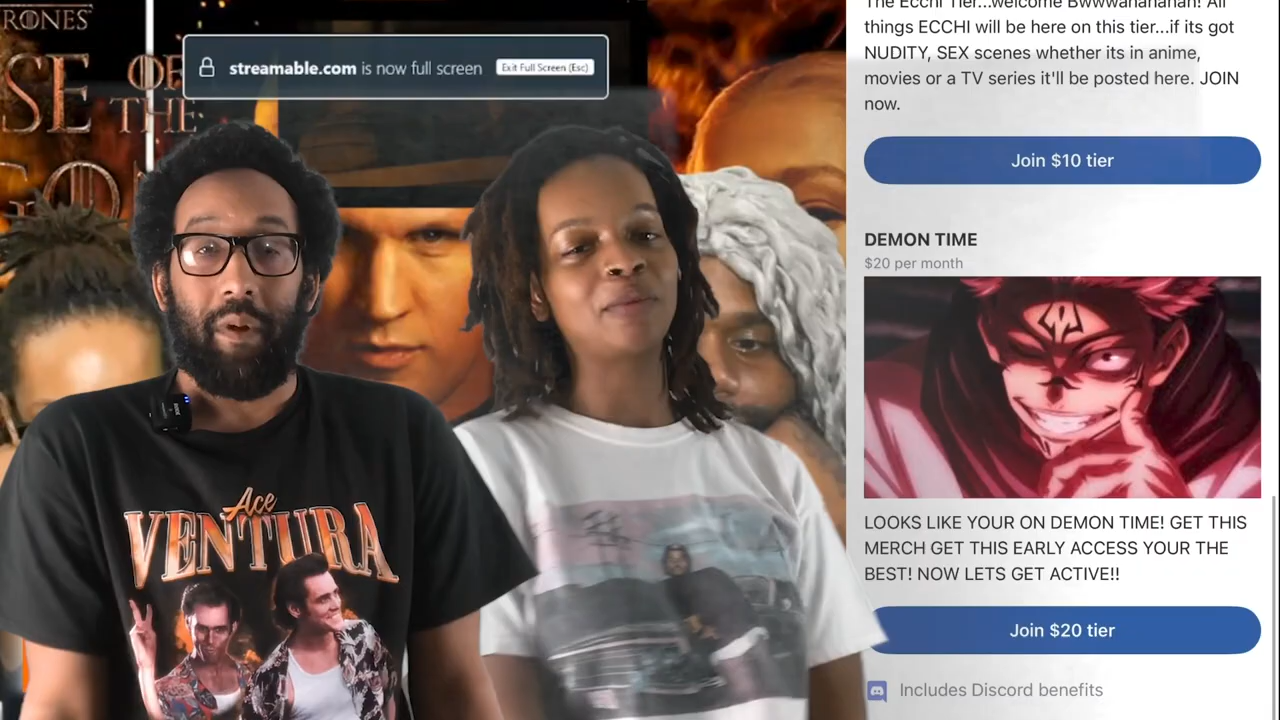 RONES
SE OF
THE
streamable.com is now full screen Exit Full Screen (Esc)
Ace
VENTURA
The Ecchi Tier...welcome Bwwwahahahah! All
things ECCHI will be here on this tier...if its got
NUDITY, SEX scenes whether its in anime,
movies or a TV series it'll be posted here. JOIN
now.
Join $10 tier
DEMON TIME
$20 per month
LOOKS LIKE YOUR ON DEMON TIME! GET THIS
MERCH GET THIS EARLY ACCESS YOUR THE
BEST! NOW LETS GET ACTIVE!!
Join $20 tier
Includes Discord benefits